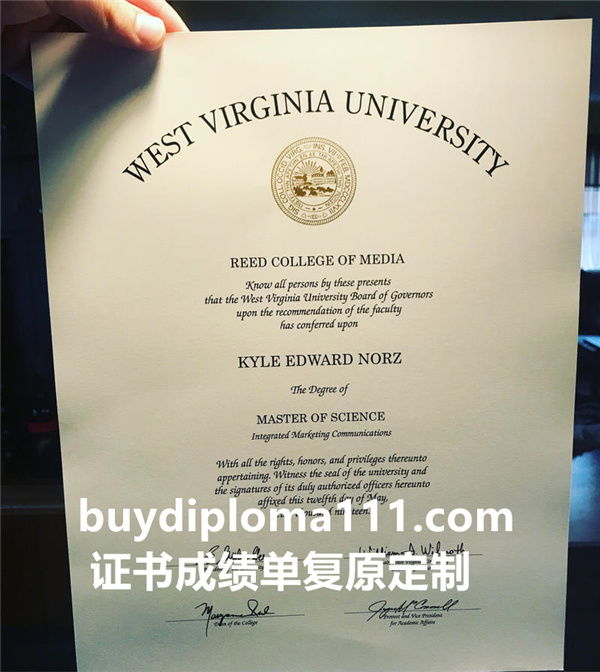 WEST VIRGINIA UNIVERSITY
REED COLLEGE OF MEDIA
Know all persons by these presents
that the West Virginia University Board of Governors
upon the recommendation of the faculty
has conferred upon
KYLE EDWARD NORZ
The Degree of
MASTER OF SCIENCE
Integrated Marketing Communications
With all the rights, honors, and privileges thereunto
appertaining. Witness the seal of the university and
the signatures of its duly authorized officers hereunto
affixed this twelfth day of May,
nineteen.
buydiploma111.com
证书成绩单复原定制
Dean of the College
Provost and Vice President
for Academic Affairs